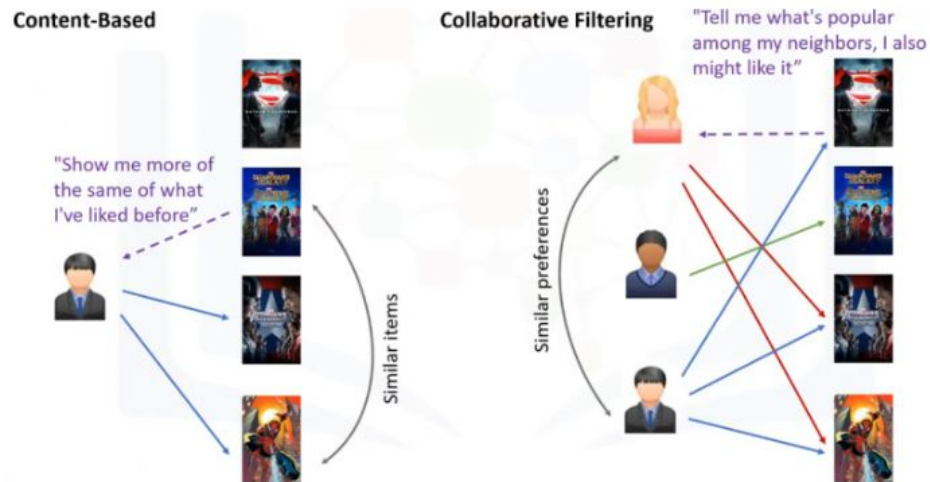 Content-Based
Collaborative Filtering
"Tell me what's popular
among my neighbors, I also
might like it”
"Show me more of
the same of what
I've liked before”
Similar items
Similar preferences